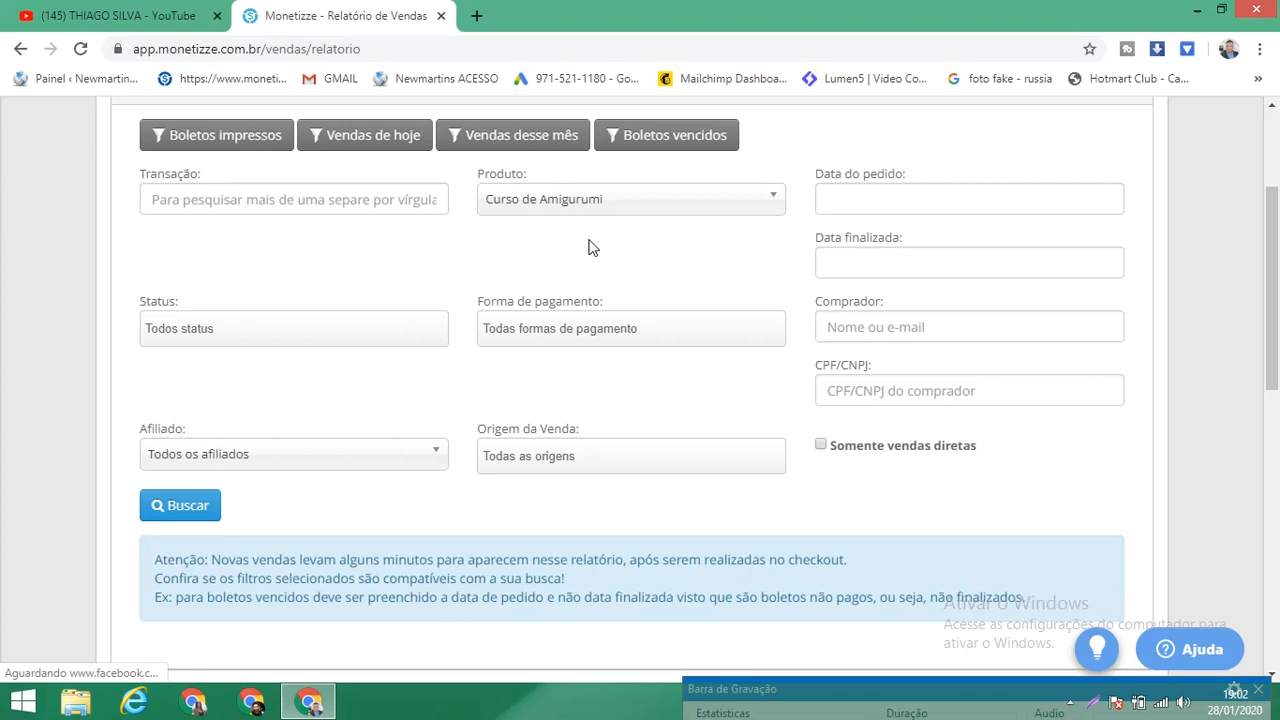 (145) THIAGO SILVA - YouTube
Monetizze - Relatório de Vendas
app.monetizze.com.br/vendas/relatorio
Painel ‹ Newmartins...
https://www.moneti...
GMAIL
Newmartins ACESSO
971-521-1180 - Go...
Mailchimp Dashboa...
Lumen5 | Video Co...
foto fake - russia
Hotmart Club - Ca...
Boletos impressos
Vendas de hoje
Vendas desse mês
Boletos vencidos
Transação:
Para pesquisar mais de uma separe por vírgula
Produto:
Curso de Amigurumi
Data do pedido:
Data finalizada:
Status:
Todos status
Forma de pagamento:
Todas formas de pagamento
Comprador:
Nome ou e-mail
CPF/CNPJ:
CPF/CNPJ do comprador
Afiliado:
Todos os afiliados
Origem da Venda:
Todas as origens
Somente vendas diretas
Buscar
Atenção: Novas vendas levam alguns minutos para aparecem nesse relatório, após serem realizadas no checkout.
Confira se os filtros selecionados são compatíveis com a sua busca!
Ex: para boletos vencidos deve ser preenchido a data de pedido e não data finalizada visto que são boletos não pagos, ou seja, não finalizados.
Ativar o Windows
Acesse as configurações do computador para
ativar o Windows.
Ajuda
Aguardando www.facebook.c...
Barra de Gravação
Estatisticas
Duração
Audio
19:02
28/01/2020